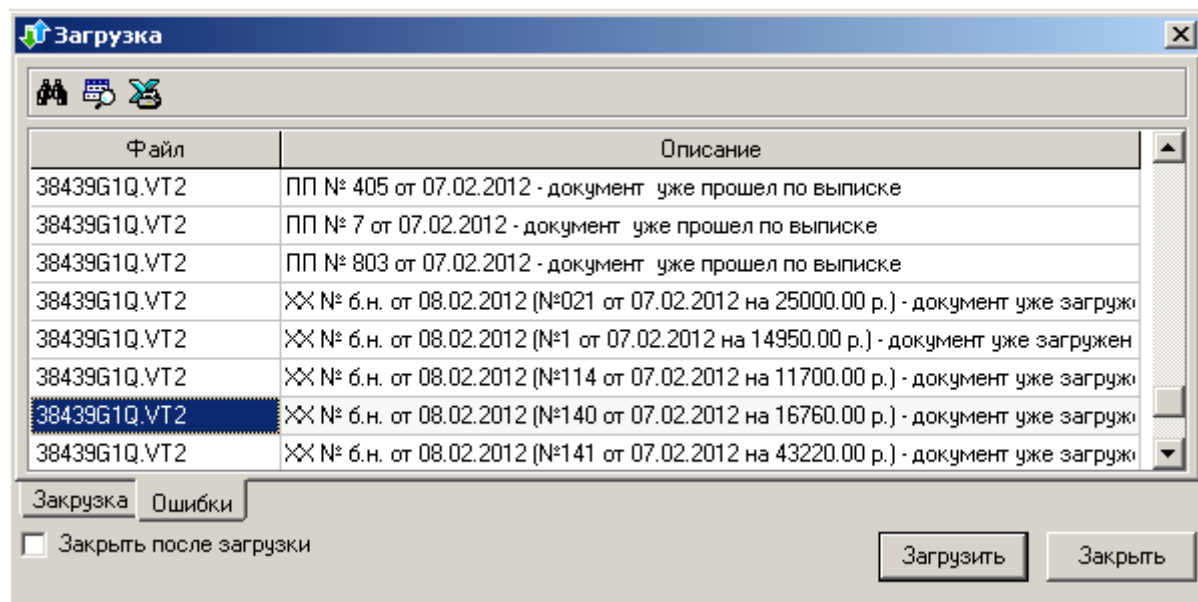 Загрузка
Файл Описание
38439G1Q.VT2 ПП № 405 от 07.02.2012 - документ уже прошел по выписке
38439G1Q.VT2 ПП № 7 от 07.02.2012 - документ уже прошел по выписке
38439G1Q.VT2 ПП № 803 от 07.02.2012 - документ уже прошел по выписке
38439G1Q.VT2 XX № б.н. от 08.02.2012 (№021 от 07.02.2012 на 25000.00 р.) - документ уже загруж
38439G1Q.VT2 XX № б.н. от 08.02.2012 (№1 от 07.02.2012 на 14950.00 р.) - документ уже загружен
38439G1Q.VT2 XX № б.н. от 08.02.2012 (№114 от 07.02.2012 на 11700.00 р.) - документ уже загруж
38439G1Q.VT2 XX № б.н. от 08.02.2012 (№140 от 07.02.2012 на 16760.00 р.) - документ уже загруж
38439G1Q.VT2 XX № б.н. от 08.02.2012 (№141 от 07.02.2012 на 43220.00 р.) - документ уже загруж
Закрузка Ошибки
Закрыть после загрузки
Загрузить Закрыть